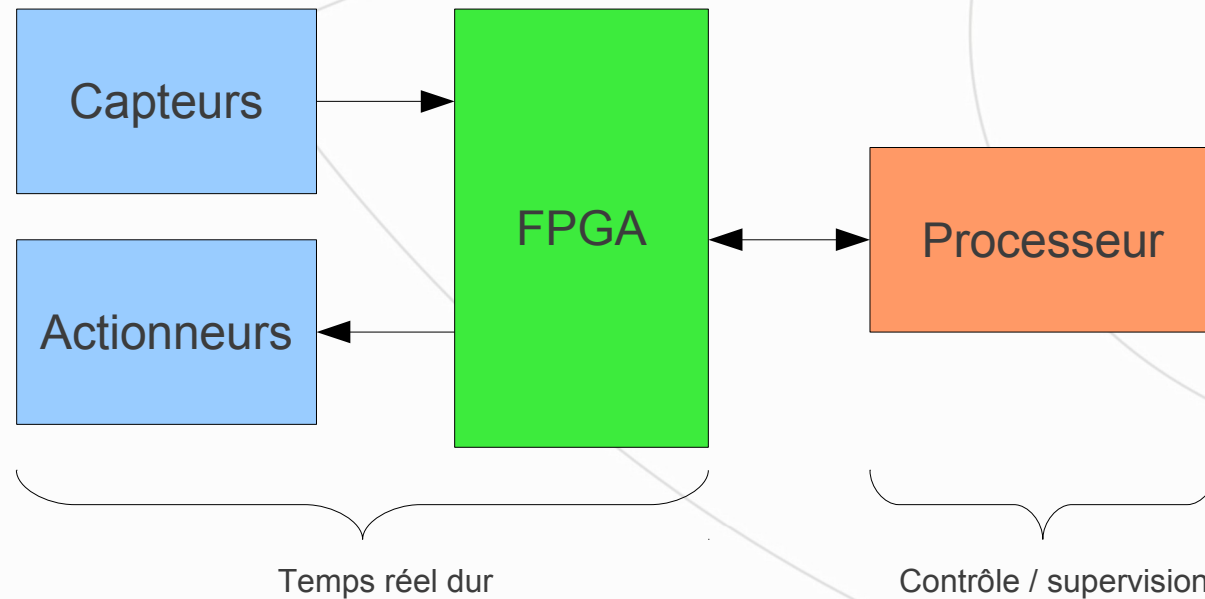 Capteurs
FPGA
Processeur
Actionneurs
Temps réel dur
Contrôle / supervision